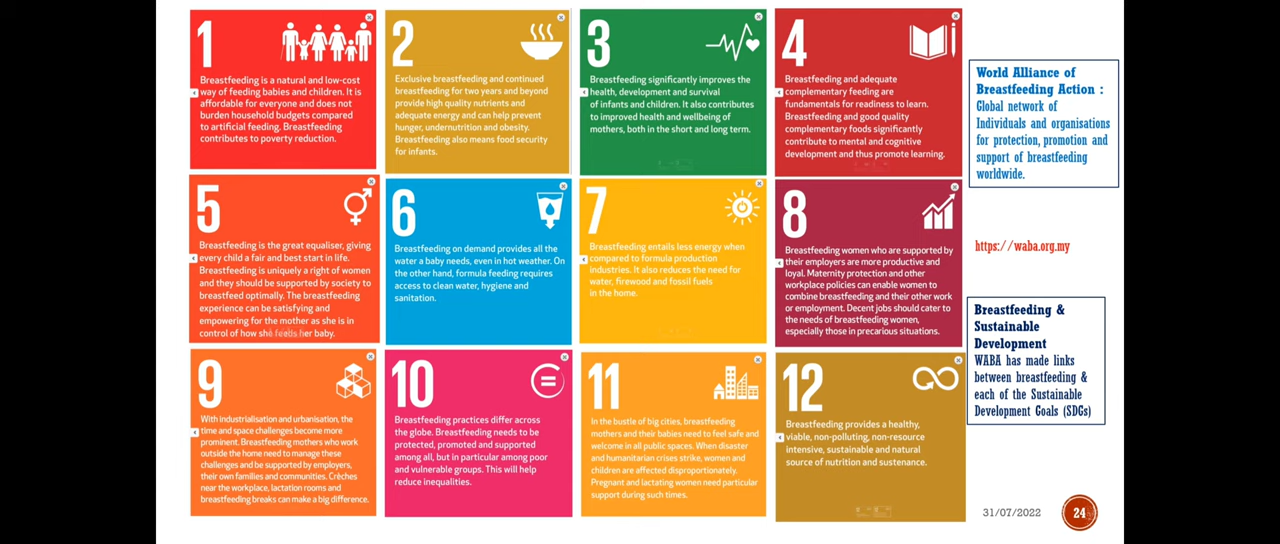 1
Breastfeeding is a natural and low-cost
way of feeding babies and children. It is
affordable for everyone and does not
burden household budgets compared
to artificial feeding. Breastfeeding
contributes to poverty reduction.
2
Exclusive breastfeeding and continued
breastfeeding for two years and beyond
provide high quality nutrients and
adequate energy and can help prevent
hunger, undernutrition and obesity.
Breastfeeding also means food security
for infants.
3
Breastfeeding significantly improves the
health, development and survival
of infants and children. It also contributes
to improved health and wellbeing of
mothers, both in the short and long term.
4
Breastfeeding and adequate
complementary feeding are
fundamentals for readiness to learn.
Breastfeeding and good quality
complementary foods significantly
contribute to mental and cognitive
development and thus promote learning.
World Alliance of
Breastfeeding Action :
Global network of
Individuals and organisations
for protection, promotion and
support of breastfeeding
worldwide.
5
Breastfeeding is the great equaliser, giving
every child a fair and best start in life.
Breastfeeding is uniquely a right of women
and they should be supported by society to
breastfeed optimally. The breastfeeding
experience can be satisfying and
empowering for the mother as she is in
control of how she feeds her baby.
6
Breastfeeding on demand provides all the
water a baby needs, even in hot weather. On
the other hand, formula feeding requires
access to clean water, hygiene and
sanitation.
7
Breastfeeding entails less energy when
compared to formula production
industries. It also reduces the need for
water, firewood and fossil fuels
in the home.
8
Breastfeeding women who are supported by
their employers are more productive and
loyal. Maternity protection and other
workplace policies can enable women to
combine breastfeeding and their other work
or employment. Decent jobs should cater to
the needs of breastfeeding women,
especially those in precarious situations.
https://waba.org.my
Breastfeeding &
Sustainable
Development
WABA has made links
between breastfeeding &
each of the Sustainable
Development Goals (SDGs)
9
With industrialisation and urbanisation, the
time and space challenges become more
prominent. Breastfeeding mothers who work
outside the home need to manage these
challenges and be supported by employers,
their own families and communities. Crèches
near the workplace, lactation rooms and
breastfeeding breaks can make a big difference.
10
Breastfeeding practices differ across
the globe. Breastfeeding needs to be
protected, promoted and supported
among all, but in particular among poor
and vulnerable groups. This will help
reduce inequalities.
11
In the bustle of big cities, breastfeeding
mothers and their babies need to feel safe and
welcome in all public spaces. When disaster
and humanitarian crises strike, women and
children are affected disproportionately.
Pregnant and lactating women need particular
support during such times.
12
Breastfeeding provides a healthy,
viable, non-polluting, non-resource
intensive, sustainable and natural
source of nutrition and sustenance.
31/07/2022
24